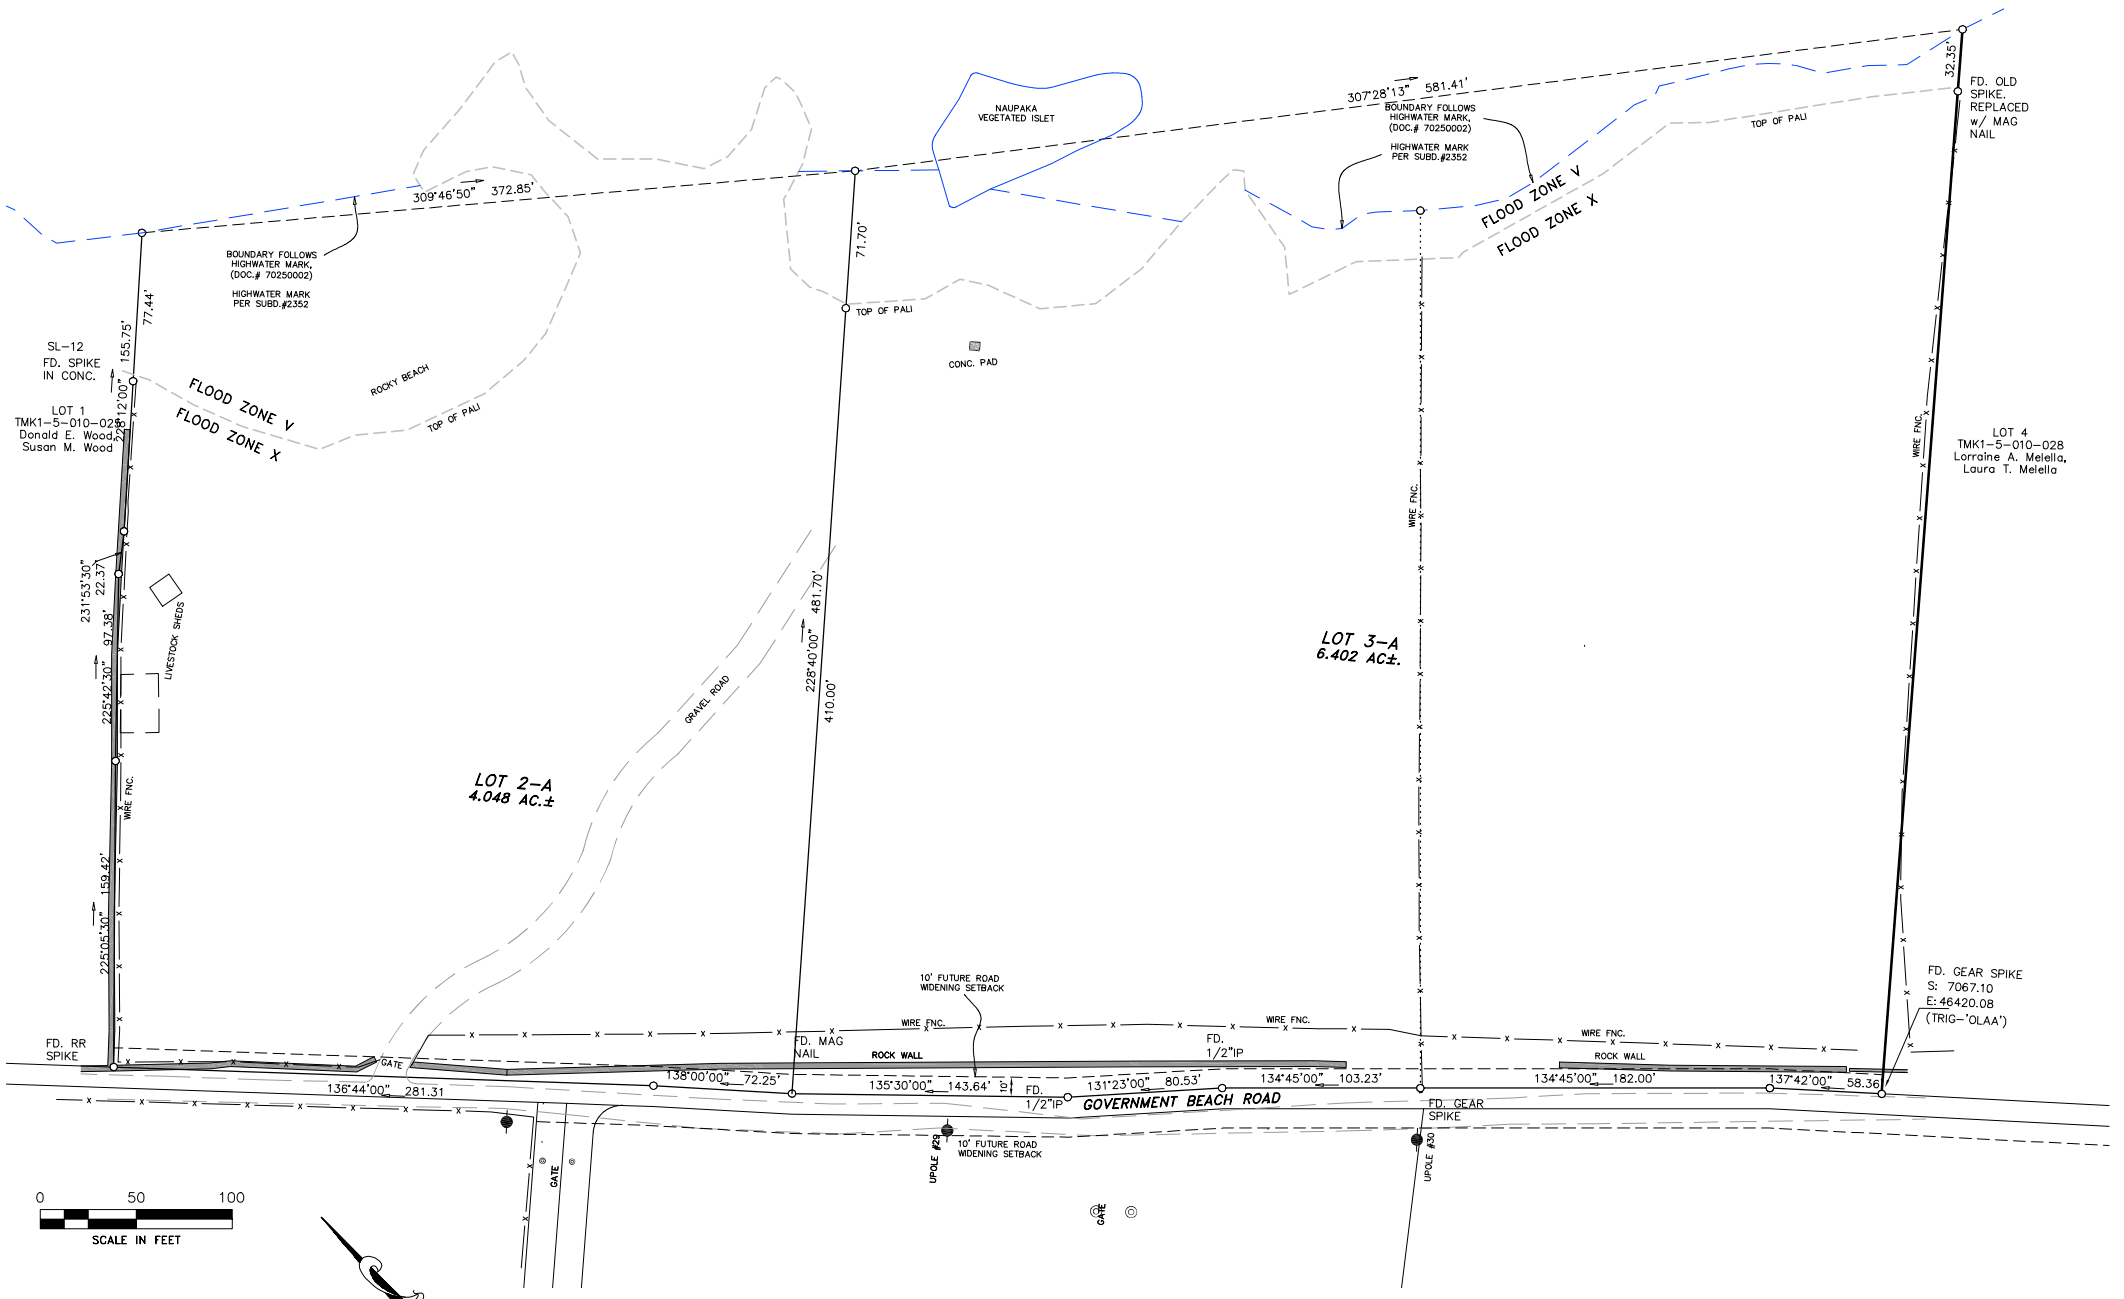 NAUPAKA
VEGETATED ISLET
307°28'13" 581.41'
BOUNDARY FOLLOWS
HIGHWATER MARK,
(DOC.# 70250002)
HIGHWATER MARK
PER SUBD.#2352
32.35'
FD. OLD
SPIKE.
REPLACED
w/ MAG
NAIL
TOP OF PALI
FLOOD ZONE V
FLOOD ZONE X
309°46'50" 372.85'
BOUNDARY FOLLOWS
HIGHWATER MARK,
(DOC.# 70250002)
HIGHWATER MARK
PER SUBD.#2352
71.70'
TOP OF PALI
CONC. PAD
77.44'
228°12'00" 155.75'
SL-12
FD. SPIKE
IN CONC.
LOT 1
TMK1-5-010-025
Donald E. Wood,
Susan M. Wood
FLOOD ZONE V
FLOOD ZONE X
ROCKY BEACH
TOP OF PALI
WIRE FNC.
WIRE FNC.
LOT 4
TMK1-5-010-028
Lorraine A. Melella,
Laura T. Melella
231°53'30"
22.37
LIVESTOCK SHEDS
225°42'30" 97.38'
228°40'00" 481.70'
410.00'
GRAVEL ROAD
LOT 3-A
6.402 AC±.
LOT 2-A
4.048 AC.±
WIRE FNC.
225°05'30" 159.42'
10' FUTURE ROAD
WIDENING SETBACK
FD. GEAR SPIKE
S: 7067.10
E: 46420.08
(TRIG-'OLAA')
WIRE FNC.
WIRE FNC.
WIRE FNC.
FD. RR
SPIKE
GATE
FD. MAG
NAIL
ROCK WALL
FD.
1/2"IP
ROCK WALL
136°44'00" 281.31
138°00'00" 72.25'
135°30'00" 143.64'
10'
FD.
1/2"IP
131°23'00" 80.53'
134°45'00" 103.23'
134°45'00" 182.00'
137°42'00" 58.36
GOVERNMENT BEACH ROAD
FD. GEAR
SPIKE
10' FUTURE ROAD
WIDENING SETBACK
UPOLE #29
UPOLE #30
GATE
GATE
0 50 100
SCALE IN FEET